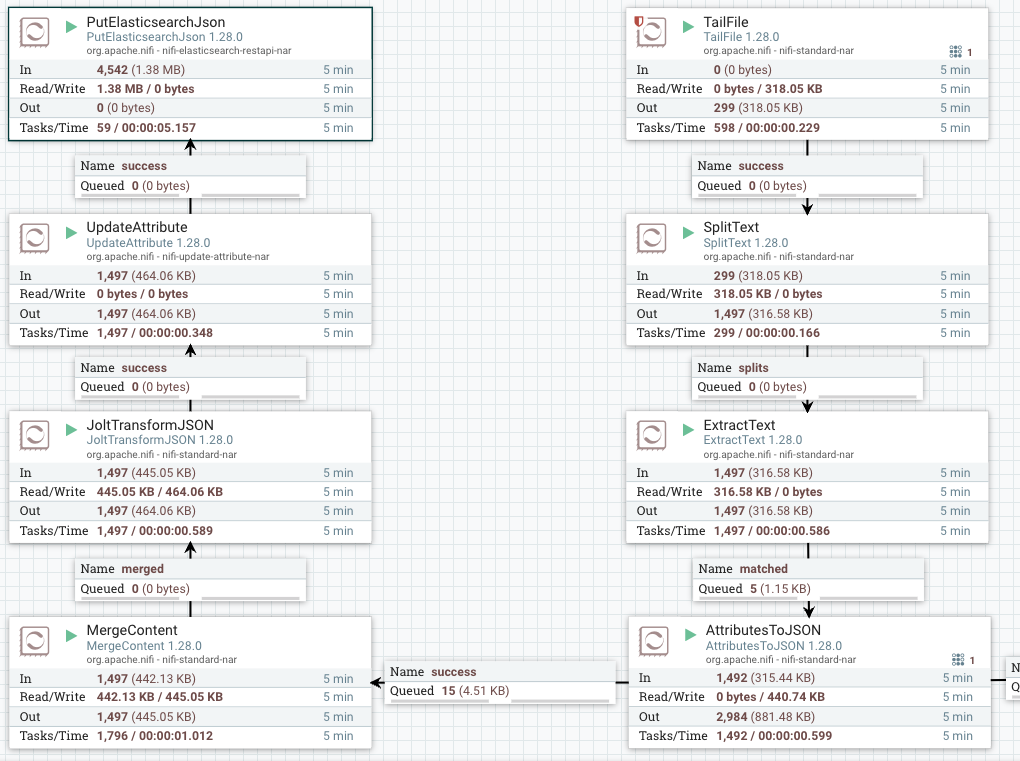 PutElasticsearchJson
PutElasticsearchJson 1.28.0
org.apache.nifi - nifi-elasticsearch-restapi-nar
In 4,542 (1.38 MB) 5 min
Read/Write 1.38 MB / 0 bytes 5 min
Out 0 (0 bytes) 5 min
Tasks/Time 59 / 00:00:05.157 5 min
Name success
Queued 0 (0 bytes)
UpdateAttribute
UpdateAttribute 1.28.0
org.apache.nifi - nifi-update-attribute-nar
In 1,497 (464.06 KB) 5 min
Read/Write 0 bytes / 0 bytes 5 min
Out 1,497 (464.06 KB) 5 min
Tasks/Time 1,497 / 00:00:00.348 5 min
Name success
Queued 0 (0 bytes)
JoltTransformJSON
JoltTransformJSON 1.28.0
org.apache.nifi - nifi-standard-nar
In 1,497 (445.05 KB) 5 min
Read/Write 445.05 KB / 464.06 KB 5 min
Out 1,497 (464.06 KB) 5 min
Tasks/Time 1,497 / 00:00:00.589 5 min
Name merged
Queued 0 (0 bytes)
MergeContent
MergeContent 1.28.0
org.apache.nifi - nifi-standard-nar
In 1,497 (442.13 KB) 5 min
Read/Write 442.13 KB / 445.05 KB 5 min
Out 1,497 (445.05 KB) 5 min
Tasks/Time 1,796 / 00:00:01.012 5 min
Name success
Queued 15 (4.51 KB)
TailFile
TailFile 1.28.0
org.apache.nifi - nifi-standard-nar
1
In 0 (0 bytes) 5 min
Read/Write 0 bytes / 318.05 KB 5 min
Out 299 (318.05 KB) 5 min
Tasks/Time 598 / 00:00:00.229 5 min
Name success
Queued 0 (0 bytes)
SplitText
SplitText 1.28.0
org.apache.nifi - nifi-standard-nar
In 299 (318.05 KB) 5 min
Read/Write 318.05 KB / 0 bytes 5 min
Out 1,497 (316.58 KB) 5 min
Tasks/Time 299 / 00:00:00.166 5 min
Name splits
Queued 0 (0 bytes)
ExtractText
ExtractText 1.28.0
org.apache.nifi - nifi-standard-nar
In 1,497 (316.58 KB) 5 min
Read/Write 316.58 KB / 0 bytes 5 min
Out 1,497 (316.58 KB) 5 min
Tasks/Time 1,497 / 00:00:00.586 5 min
Name matched
Queued 5 (1.15 KB)
AttributesToJSON
AttributesToJSON 1.28.0
org.apache.nifi - nifi-standard-nar
1
In 1,492 (315.44 KB) 5 min
Read/Write 0 bytes / 440.74 KB 5 min
Out 2,984 (881.48 KB) 5 min
Tasks/Time 1,492 / 00:00:00.599 5 min